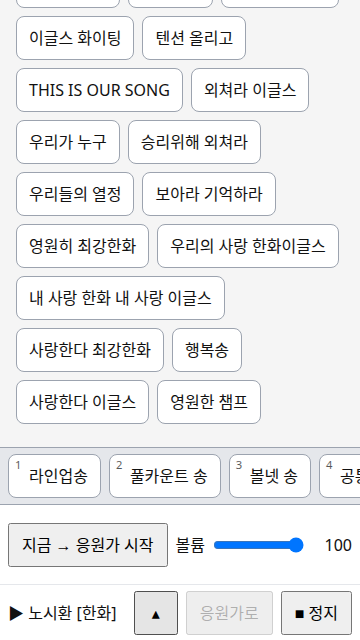 이글스 화이팅 텐션 올리고
THIS IS OUR SONG 외쳐라 이글스
우리가 누구 승리위해 외쳐라
우리들의 열정 보아라 기억하라
영원히 최강한화 우리의 사랑 한화이글스
내 사랑 한화 내 사랑 이글스
사랑한다 최강한화 행복송
사랑한다 이글스 영원한 챔프
1 라인업송 2 풀카운트 송 3 볼넷 송 4
지금 → 응원가 시작 볼륨 100
▶ 노시환 [한화] ▲ 응원가로 ■ 정지